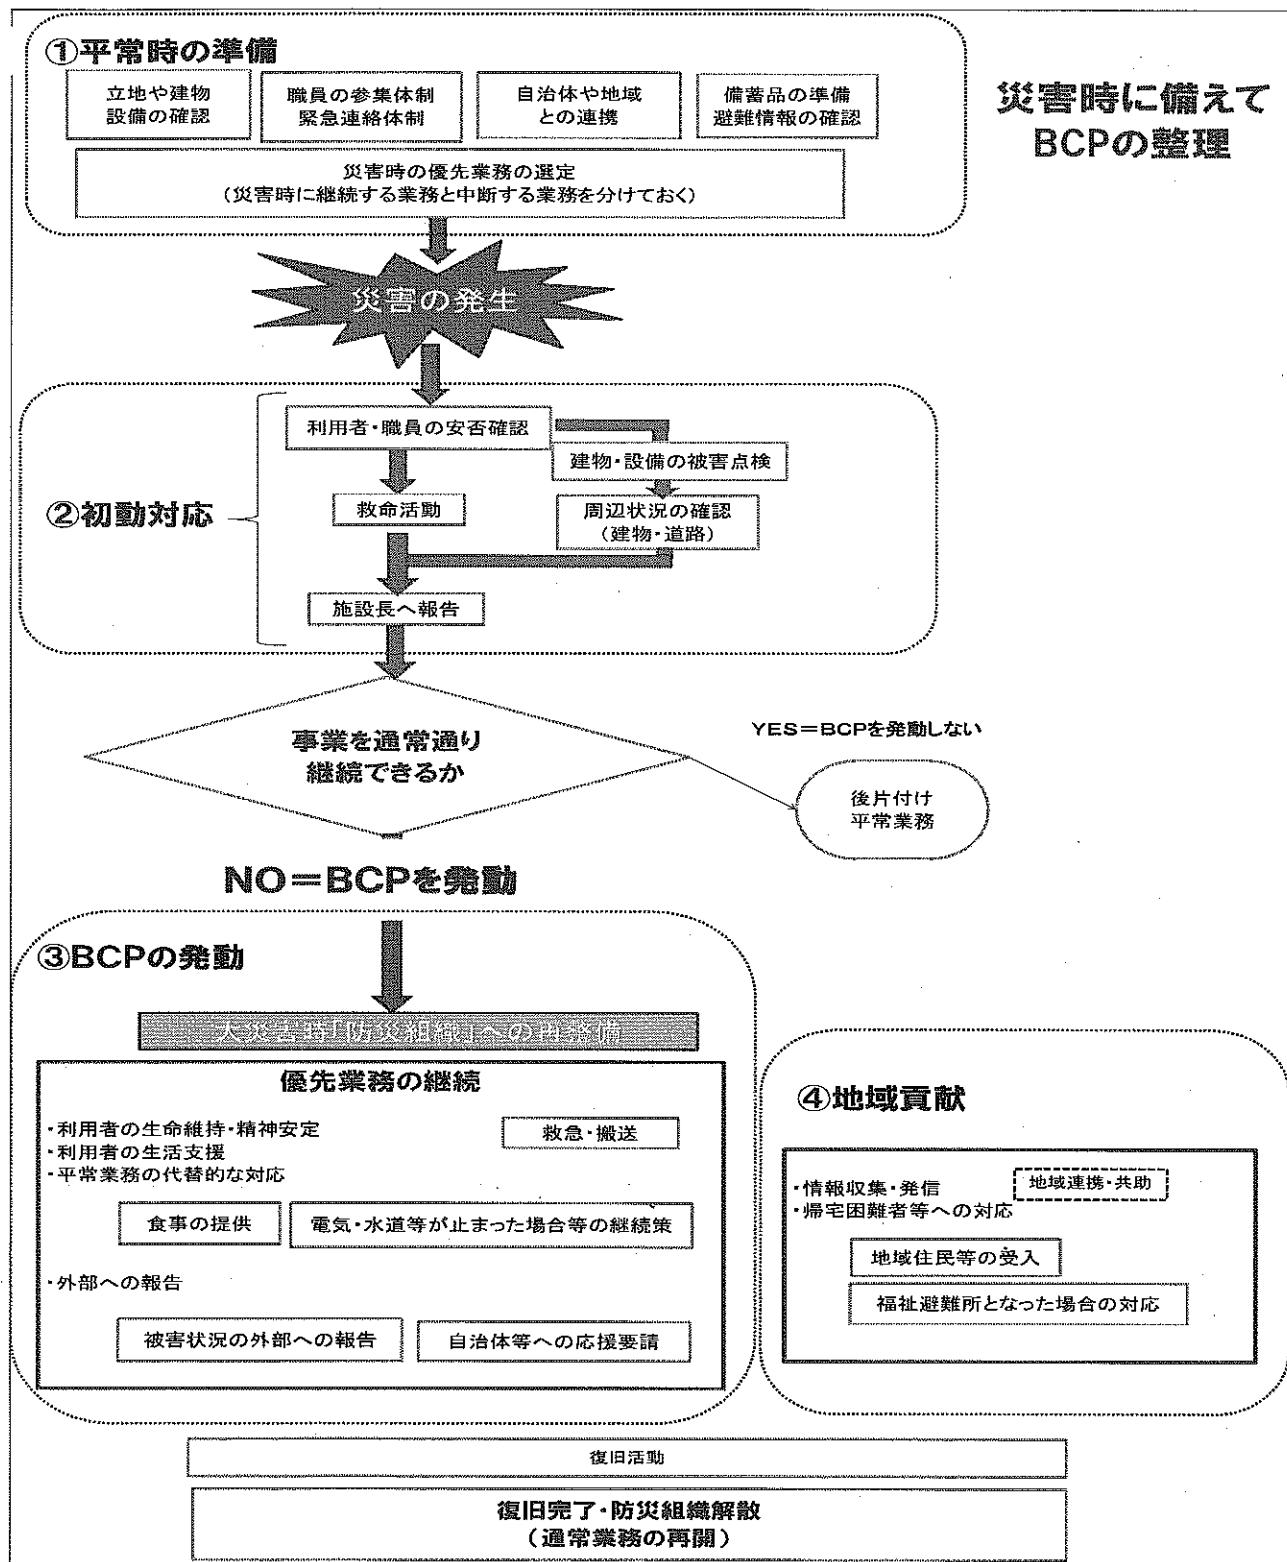 ①平常時の準備
災害時に備えて
BCPの整理
立地や建物
設備の確認
職員の参集体制
緊急連絡体制
自治体や地域
との連携
備蓄品の準備
避難情報の確認
災害時の優先業務の選定
（災害時に継続する業務と中断する業務を分けておく）
災害の発生
②初動対応
利用者・職員の安否確認
建物・設備の被害点検
救命活動
周辺状況の確認
（建物・道路）
施設長へ報告
事業を通常通り
継続できるか
YES＝BCPを発動しない
後片付け
平常業務
NO＝BCPを発動
③BCPの発動
大災害時「防災組織」への再整備
優先業務の継続
・利用者の生命維持・精神安定
・利用者の生活支援
・平常業務の代替的な対応
救急・搬送
食事の提供
電気・水道等が止まった場合等の継続策
・外部への報告
被害状況の外部への報告
自治体等への応援要請
④地域貢献
・情報収集・発信
・帰宅困難者等への対応
地域連携・共助
地域住民等の受入
福祉避難所となった場合の対応
復旧活動
復旧完了・防災組織解散
（通常業務の再開）